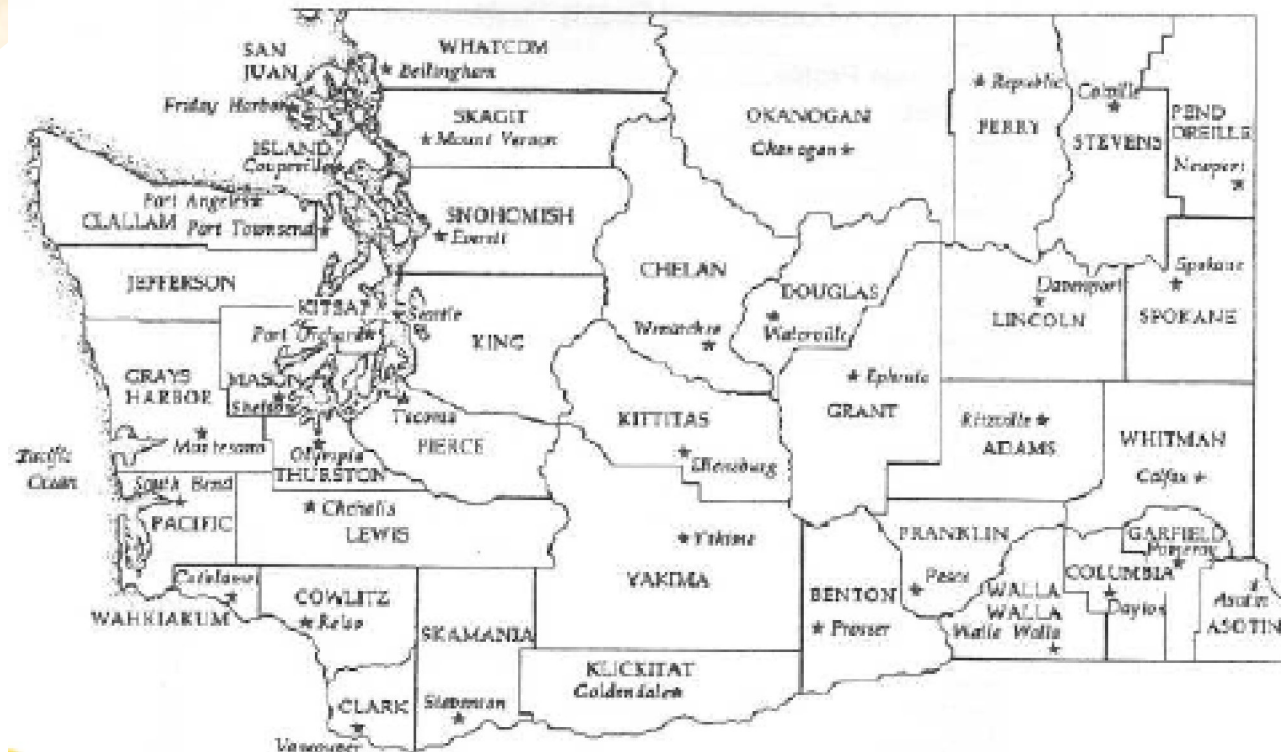 SAN
JUAN
WHATCOM
Bellingham
Friday Harbor
SKAGIT
Mount Vernon
OKANOGAN
Okanogan
Republic
FERRY
Colville
STEVENS
PEND
OREILLS
Newport
ISLAND
Coupeville
Port Angeles
CLALLAM
Port Townsend
SNOHOMISH
Everett
CHELAN
JEFFERSON
DOUGLAS
Waterville
Davenport
LINCOLN
Spokane
SPOKANE
KITSAP
Seattle
Port Orchard
KING
Wenatchee
GRAYS
HARBOR
MASON
Shelton
Tacoma
Ephrata
GRANT
KITTITAS
Ritzville
ADAMS
WHITMAN
Colfax
Montesano
Olympia
THURSTON
PIERCE
Ellensburg
Pacific
Ocean
South Bend
PACIFIC
Chehalis
LEWIS
Yakima
YAKIMA
FRANKLIN
GARFIELD
Pomeroy
Cathlamet
WAHKIAKUM
COWLITZ
Kelso
SKAMANIA
BENTON
Prosser
Pasco
WALLA
WALLA
Walla Walla
COLUMBIA
Dayton
Asotin
ASOTIN
KLICKITAT
Goldendale
CLARK
Stevenson
Vancouver